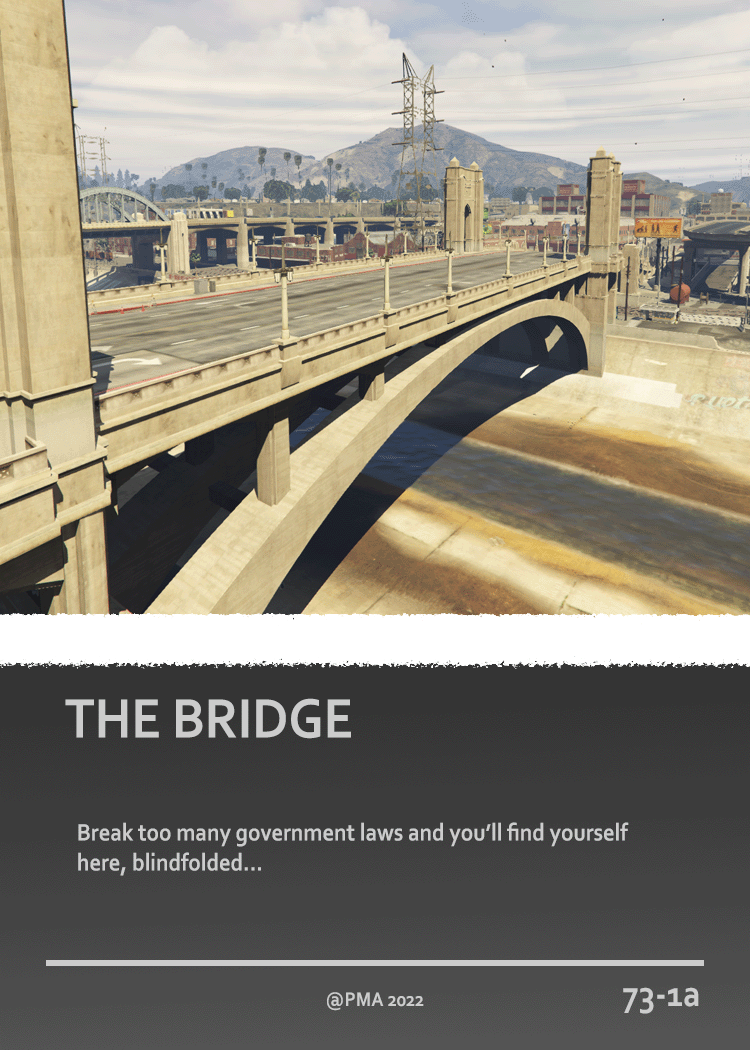 THE BRIDGE
Break too many government laws and you'll find yourself
here, blindfolded...
@PMA 2022
73-1a